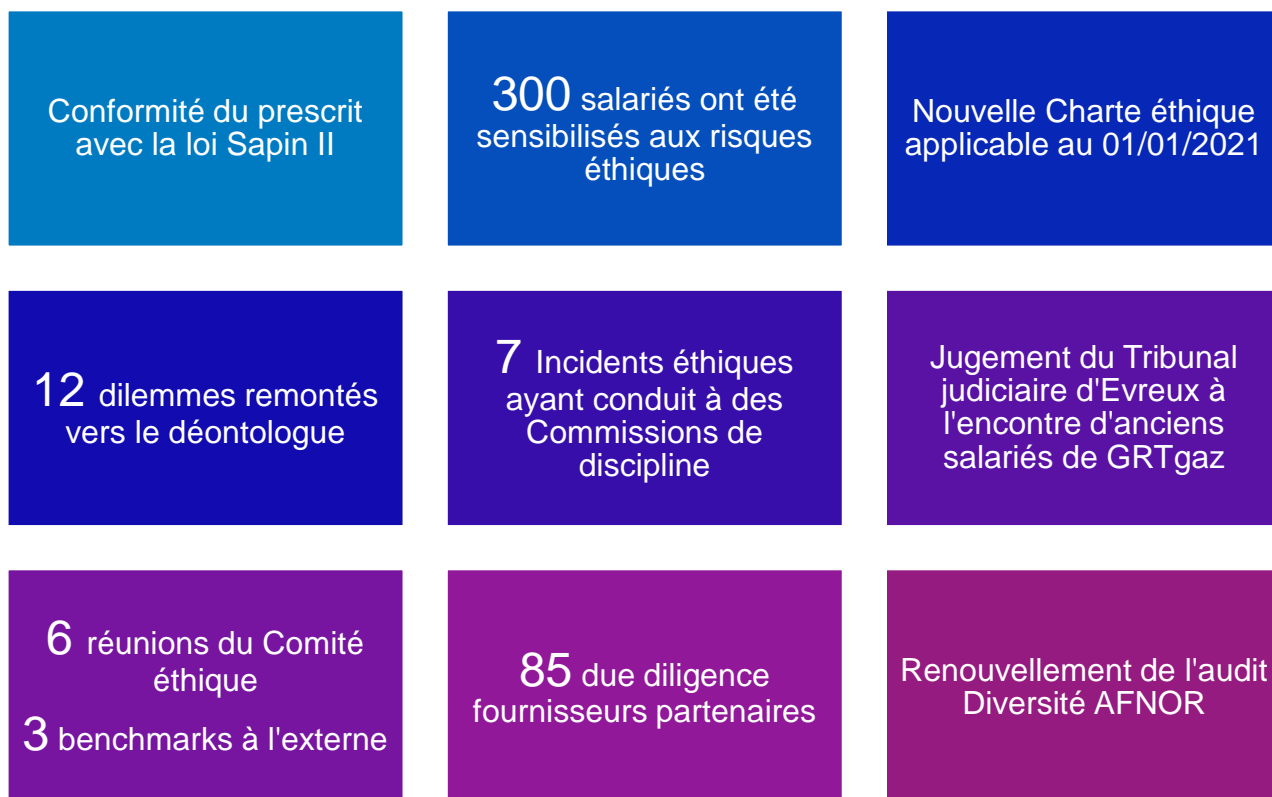 Conformité du prescrit
avec la loi Sapin II
300 salariés ont été
sensibilisés aux risques
éthiques
Nouvelle Charte éthique
applicable au 01/01/2021
12 dilemmes remontés
vers le déontologue
7 Incidents éthiques
ayant conduit à des
Commissions de
discipline
Jugement du Tribunal
judiciaire d'Evreux à
l'encontre d'anciens
salariés de GRTgaz
6 réunions du Comité
éthique
3 benchmarks à l'externe
85 due diligence
fournisseurs partenaires
Renouvellement de l'audit
Diversité AFNOR